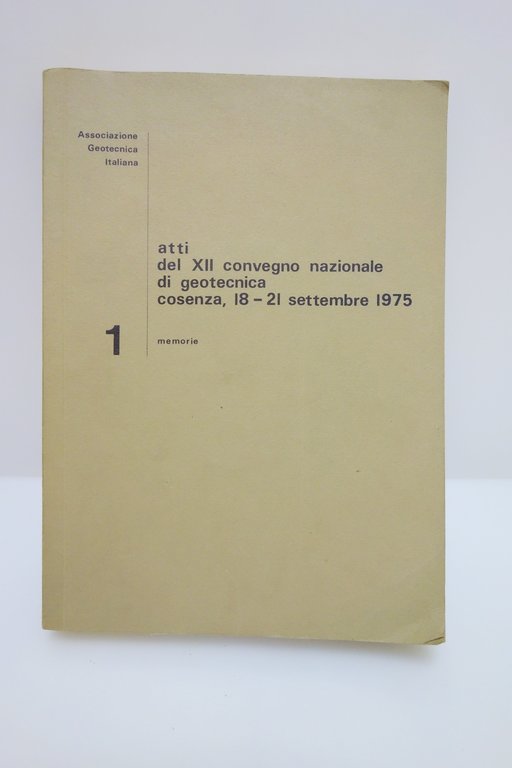 Associazione
Geotecnica
Italiana
atti
del XII convegno nazionale
di geotecnica
cosenza, 18 - 21 settembre 1975
1
memorie